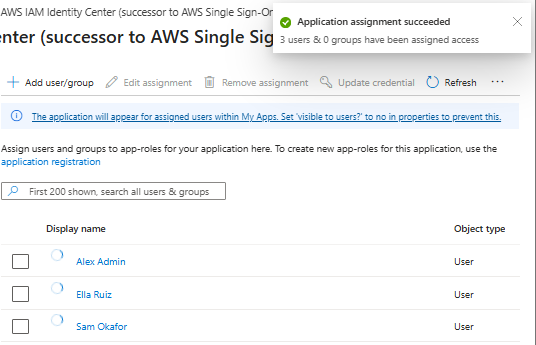 AWS IAM Identity Center (successor to AWS Single Sign-On
enter (successor to AWS Single Sig
Application assignment succeeded
3 users & 0 groups have been assigned access
Add user/group Edit assignment Remove assignment Update credential Refresh ...
The application will appear for assigned users within My Apps. Set 'visible to users?' to no in properties to prevent this.
Assign users and groups to app-roles for your application here. To create new app-roles for this application, use the
application registration
First 200 shown, search all users & groups
Display name Object type
Alex Admin User
Ella Ruiz User
Sam Okafor User